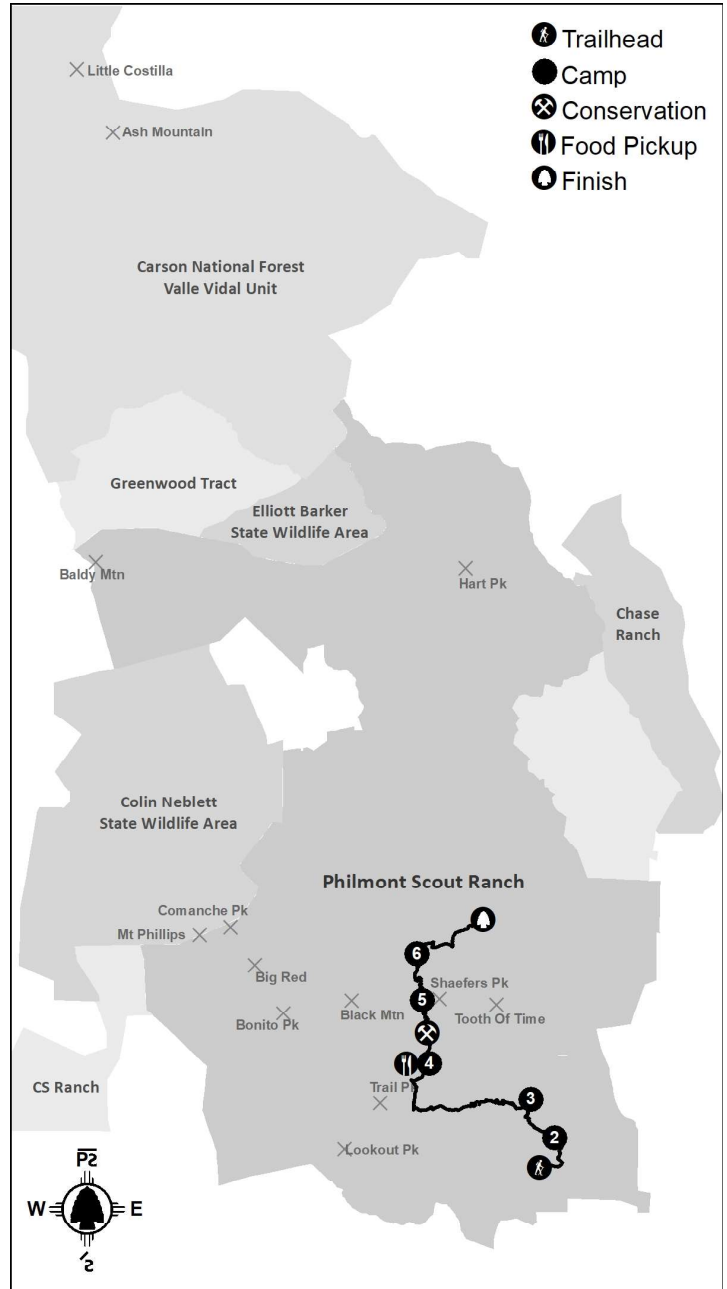 Trailhead
Camp
Conservation
Food Pickup
Finish
Little Costilla
Ash Mountain
Carson National Forest
Valle Vidal Unit
Greenwood Tract
Elliott Barker
State Wildlife Area
Baldy Mtn
Hart Pk
Chase
Ranch
Colin Neblett
State Wildlife Area
Philmont Scout Ranch
Comanche Pk
Mt Phillips
6
Big Red
Shaefers Pk
5
Black Mtn
Tooth Of Time
Bonito Pk
4
CS Ranch
Trail Pk
3
2
Lookout Pk
W
E